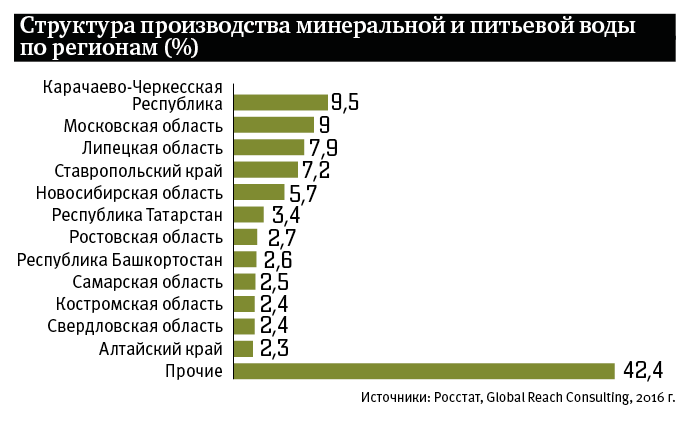 Структура производства минеральной и питьевой воды
по регионам (%)
Карачаево-Черкесская
Республика 9,5
Московская область 9
Липецкая область 7,9
Ставропольский край 7,2
Новосибирская область 5,7
Республика Татарстан 3,4
Ростовская область 2,7
Республика Башкортостан 2,6
Самарская область 2,5
Костромская область 2,4
Свердловская область 2,4
Алтайский край 2,3
Прочие 42,4
Источники: Росстат, Global Reach Consulting, 2016 г.